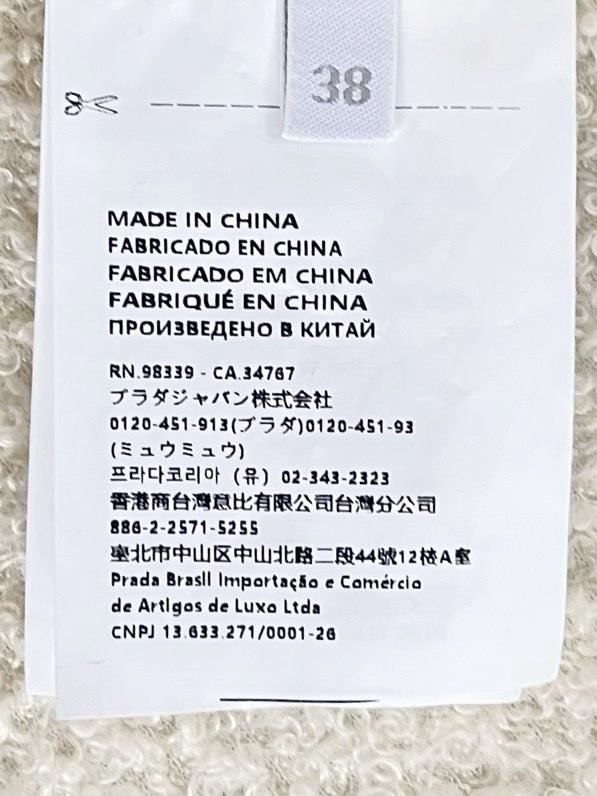 38
MADE IN CHINA
FABRICADO EN CHINA
FABRICADO EM CHINA
FABRIQUÉ EN CHINA
ПРОИЗВЕДЕНО В КИТАЙ
RN.98339 - CA.34767
プラダジャパン株式会社
0120-451-913(プラダ)0120-451-93
(ミュウミュウ)
프라다코리아 (유) 02-343-2323
香港商台灣意比有限公司台灣分公司
886-2-2571-5255
臺北市中山区中山北路二段44號12樓A室
Prada Brasll Importação e Comércio
de Artlgos de Luxo Ltda
CNPJ 13.633.271/0001-26